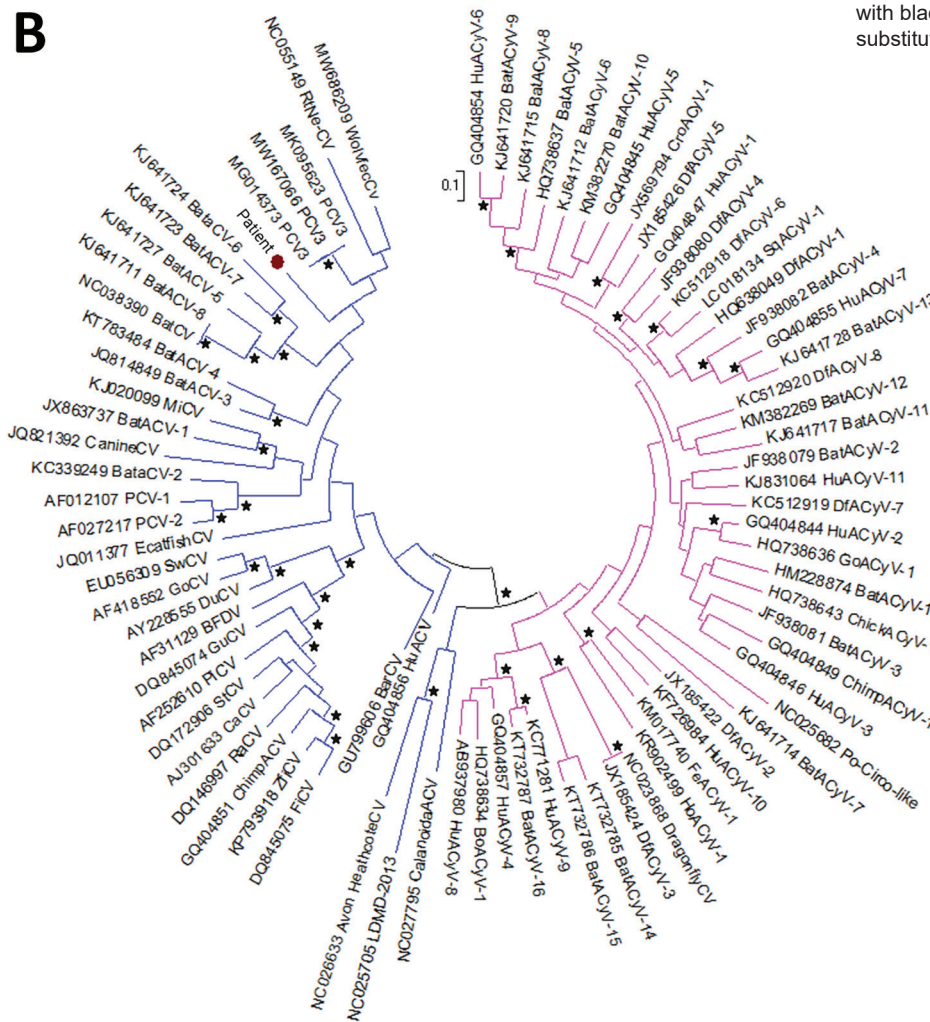 B
with blac
substitut
0.1
GQ404854 HuACyV-6
KJ641720 BatACyV-9
KJ641715 BatACyV-8
HQ738637 BatACyV-5
KJ641712 BatACyV-6
KM382270 BatACyV-10
GQ404845 HuACyV-5
JX569794 CroACyV-1
JX185426 DfACyV-5
GQ404847 HuACyV-1
JF938080 DfACyV-4
KC512918 DfACyV-6
LC018134 SqACyV-1
HQ638049 DfACyV-1
JF938082 BatACyV-4
GQ404855 HuACyV-7
KJ641728 BatACyV-13
KC512920 DfACyV-8
KM382269 BatACyV-12
KJ641717 BatACyV-11
JF938079 BatACyV-2
KJ831064 HuACyV-11
KC512919 DfACyV-7
GQ404844 HuACyV-2
HQ738636 GoACyV-1
HM228874 BatACyV-1
HQ738643 ChickACyV-
JF938081 BatACyV-3
GQ404849 ChimpACyV-1
GQ404846 HuACyV-3
NC025682 Po-Circo-like
KJ641714 BatACyV-7
JX185422 DfACyV-2
KF726984 HuACyV-10
KM017740 FeACyV-1
KR902499 HoACyV-1
NC023868 DragonflyCV
JX185424 DfACyV-3
KT732785 BatACyV-14
KT732786 BatACyV-15
KC771281 HuACyV-9
KT732787 BatACyV-16
GQ404857 HuACyV-4
HQ738634 BoACyV-1
AB937980 HuACyV-8
NC027795 CalanoidaACV
NC025705 LDMD-2013
NC026633 Avon HeathcoteCV
GQ404856 HuACV
GU799606 BarCV
DQ845075 FiCV
KP793918 ZfiCV
GQ404851 ChimpACV
DQ146997 RaCV
AJ301633 CaCV
DQ172906 StCV
AF252610 PiCV
DQ845074 GuCV
AF31129 BFDV
AY228555 DuCV
AF418552 GoCV
EU056309 SwCV
JQ011377 EcatfishCV
AF027217 PCV-2
AF012107 PCV-1
KC339249 BataCV-2
JQ821392 CanineCV
JX863737 BatACV-1
KJ020099 MiCV
JQ814849 BatACV-3
KT783484 BatACV-4
NC038390 BatCV
KJ641711 BatACV-8
KJ641727 BatACV-5
KJ641723 BatACV-7
KJ641724 BataCV-6
Patient
MG014373 PCV3
MW167066 PCV3
MK095623 PCV3
NC055149 RtNe-CV
MW686209 WolvfecCV